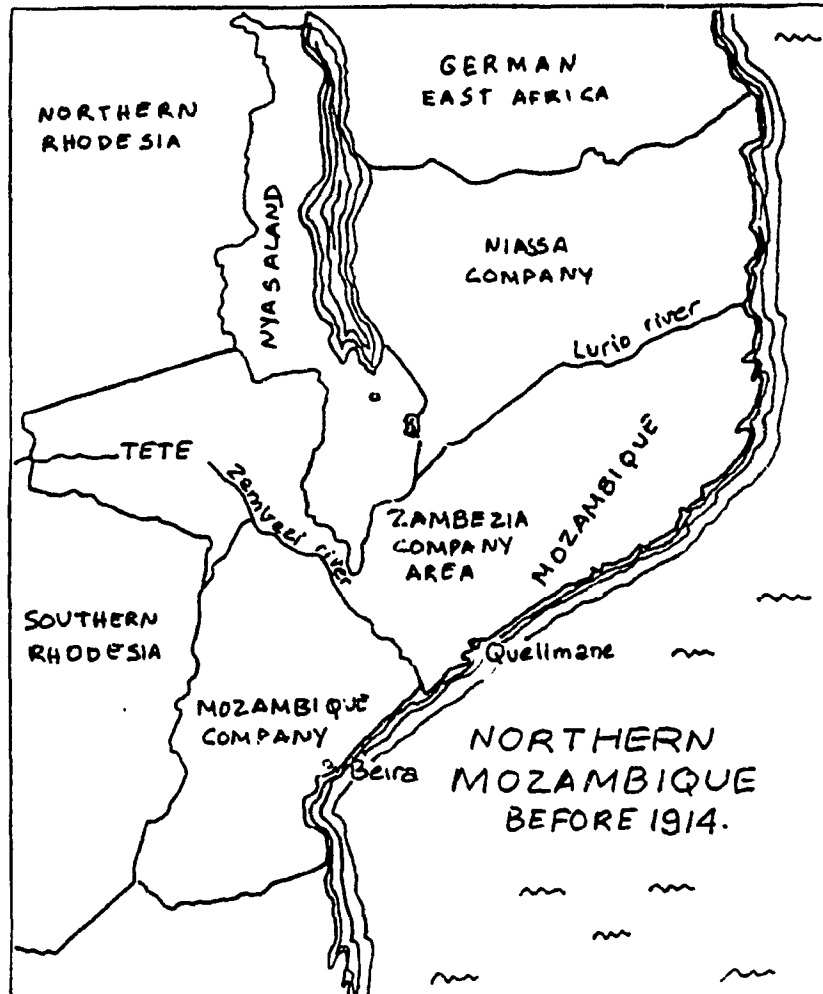 GERMAN
EAST AFRICA
NORTHERN
RHODESIA
NYASALAND
NIASSA
COMPANY
Lurio river
TETE
Zambezi river
ZAMBEZIA
COMPANY
AREA
MOZAMBIQUE
SOUTHERN
RHODESIA
Quelimane
MOZAMBIQUE
COMPANY
Beira
NORTHERN
MOZAMBIQUE
BEFORE 1914.